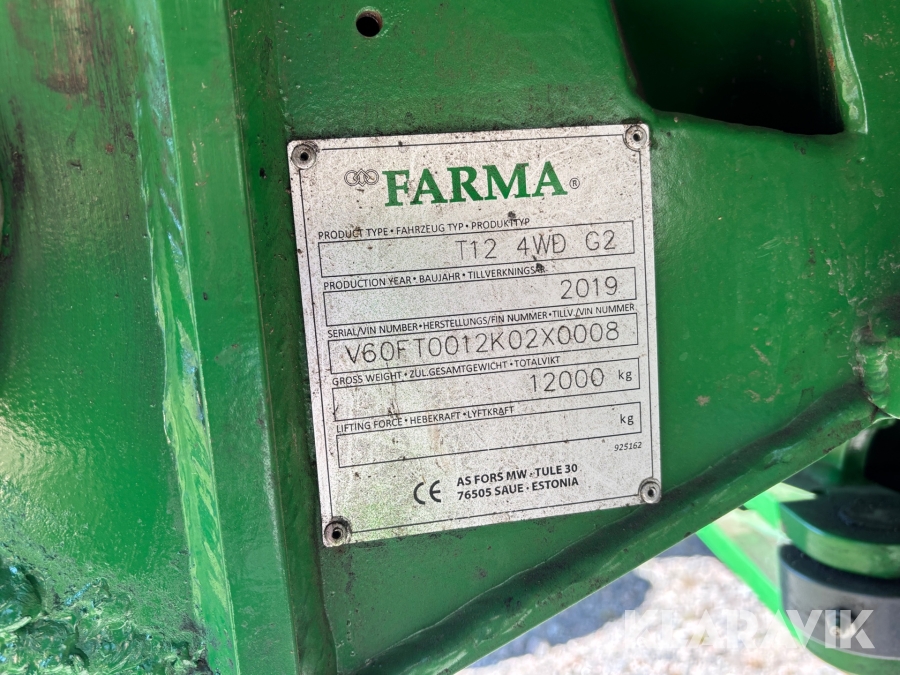 FARMA®
PRODUCT TYPE • FAHRZEUG TYP • PRODUKTTYP
T12 4WD G2
PRODUCTION YEAR • BAUJAHR • TILLVERKNINGSÅR
2019
SERIAL/VIN NUMBER • HERSTELLUNGS/FIN NUMMER • TILLV./VIN NUMMER
V60FT0012K02X0008
GROSS WEIGHT • ZUL.GESAMTGEWICHT • TOTALVIKT
12000 kg
LIFTING FORCE • HEBEKRAFT • LYFTKRAFT
kg
925162
CE
AS FORS MW - TULE 30
76505 SAUE - ESTONIA
KLARAVIK